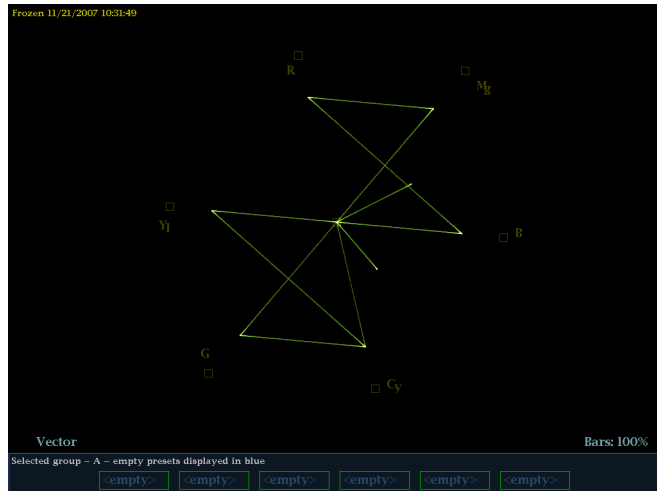 Frozen 11/21/2007 10:31:49
R
Mg
Yl
B
G
Cy
Vector
Bars: 100%
Selected group – A – empty presets displayed in blue
<empty> <empty> <empty> <empty> <empty> <empty>